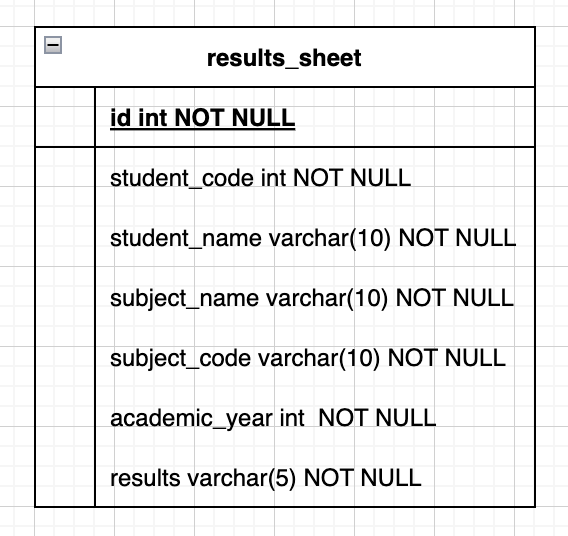 results_sheet
id int NOT NULL
student_code int NOT NULL
student_name varchar(10) NOT NULL
subject_name varchar(10) NOT NULL
subject_code varchar(10) NOT NULL
academic_year int  NOT NULL
results varchar(5) NOT NULL